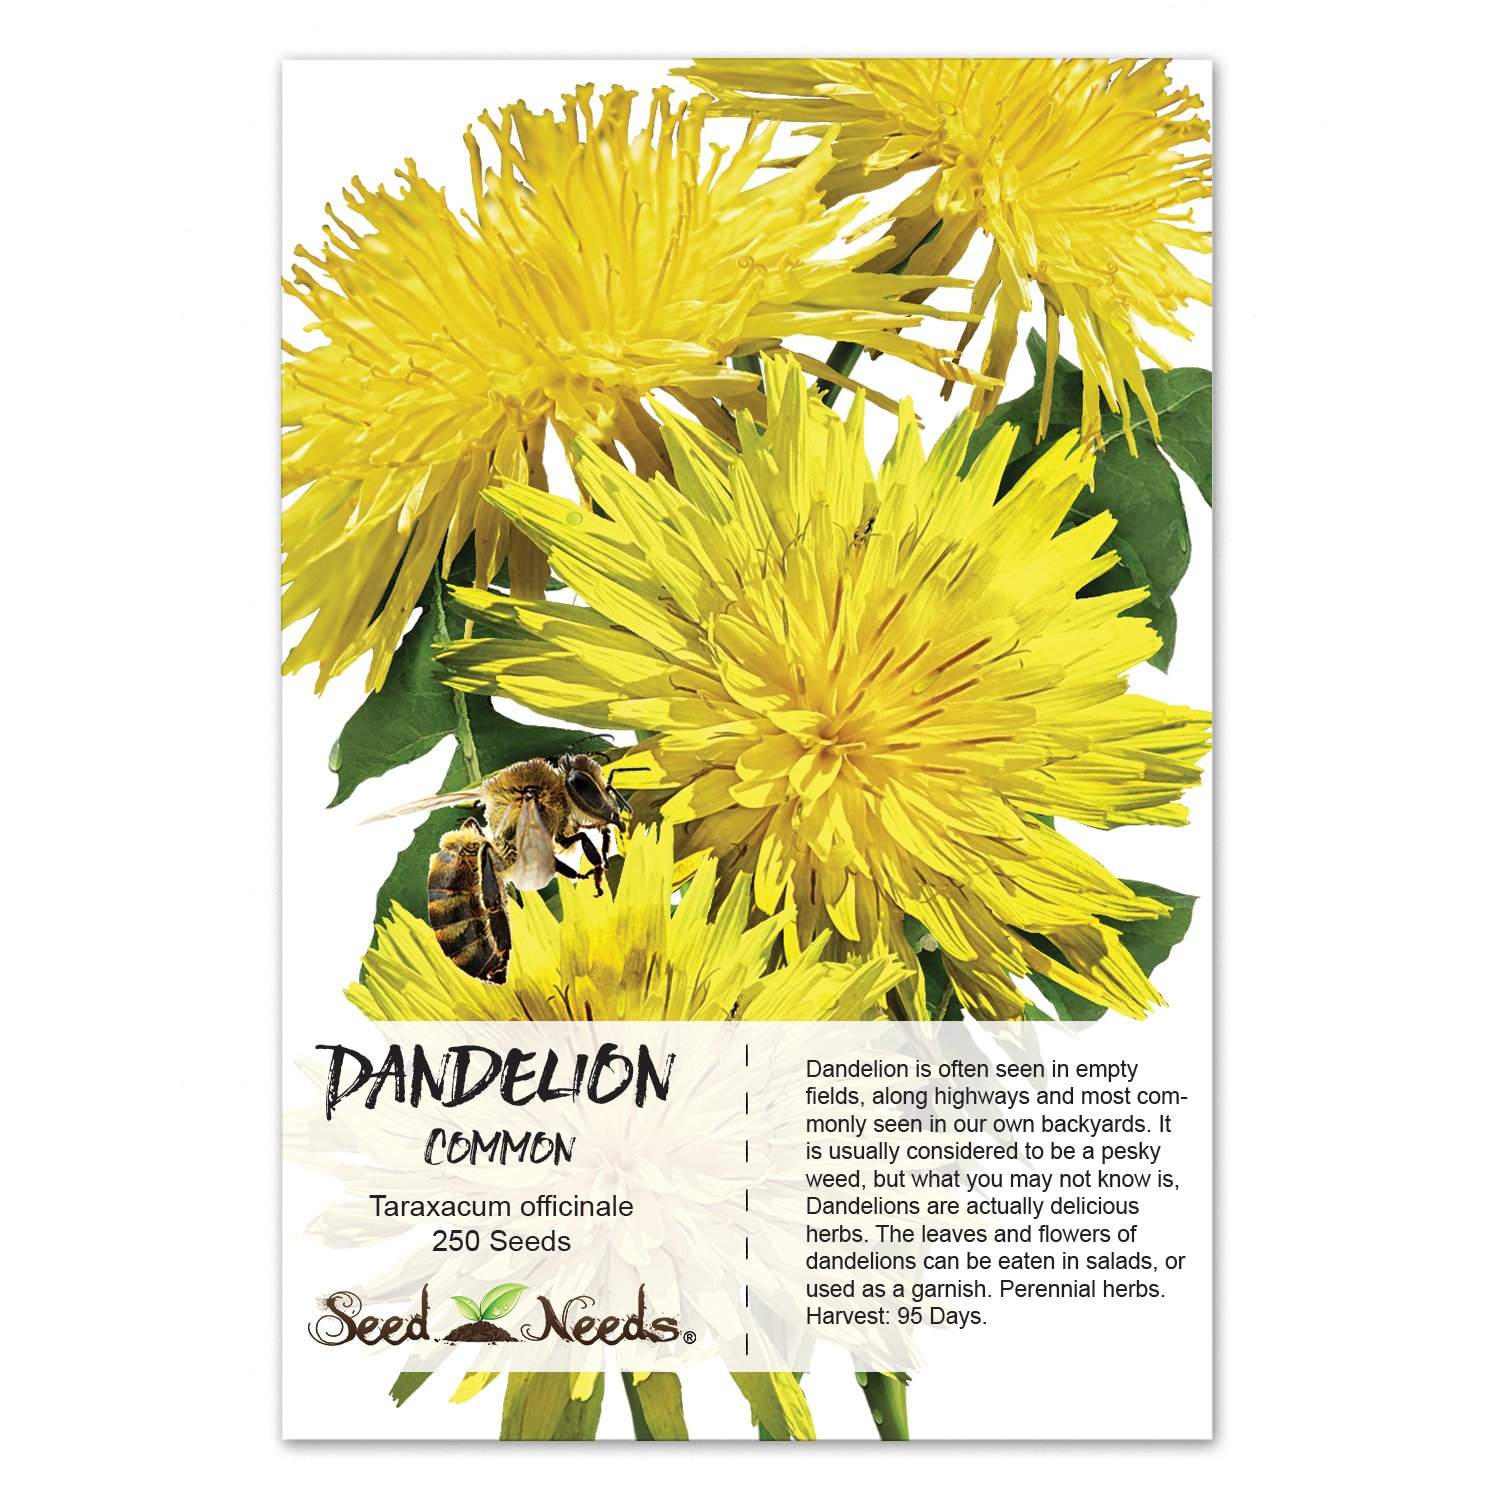 DANDELION
COMMON
Taraxacum officinale
250 Seeds
Seed Needs®
Dandelion is often seen in empty
fields, along highways and most com-
monly seen in our own backyards. It
is usually considered to be a pesky
weed, but what you may not know is,
Dandelions are actually delicious
herbs. The leaves and flowers of
dandelions can be eaten in salads, or
used as a garnish. Perennial herbs.
Harvest: 95 Days.